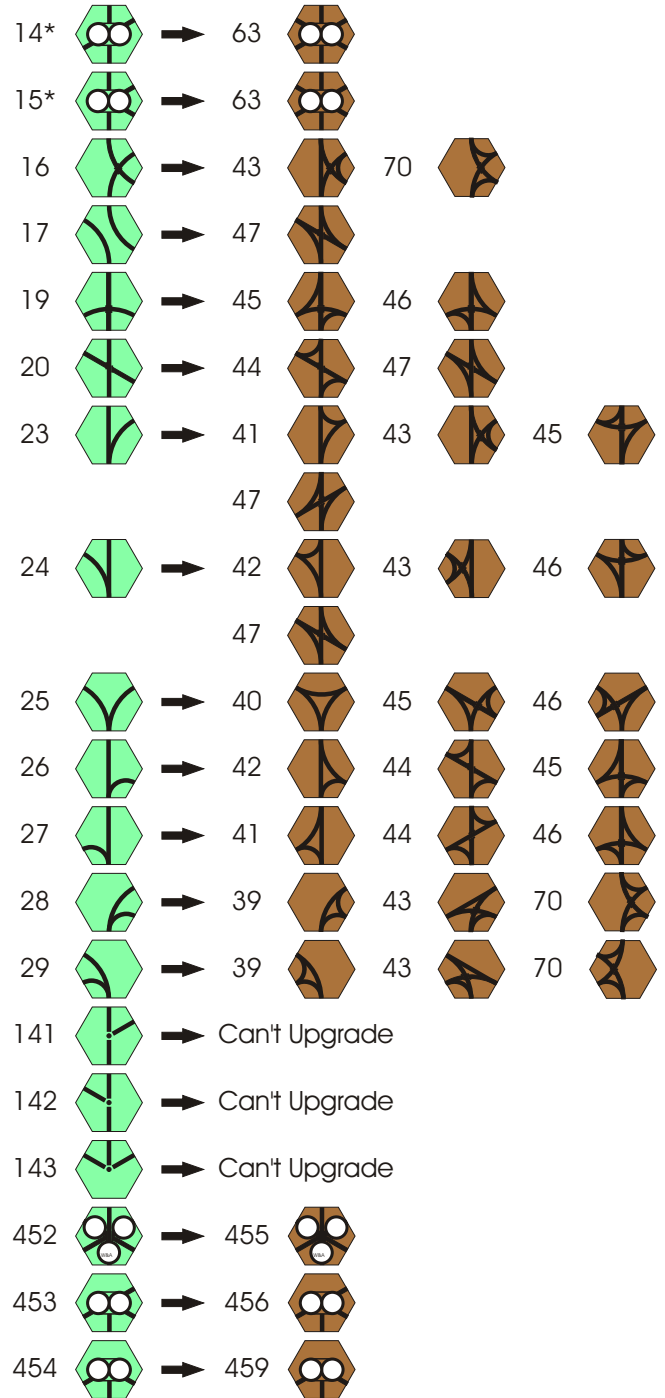 14* 63
15* 63
16 43 70
17 47
19 45 46
20 44 47
23 41 43 45
47
24 42 43 46
47
25 40 45 46
26 42 44 45
27 41 44 46
28 39 43 70
29 39 43 70
141 Can't Upgrade
142 Can't Upgrade
143 Can't Upgrade
452 W&A 455 W&A
453 456
454 459